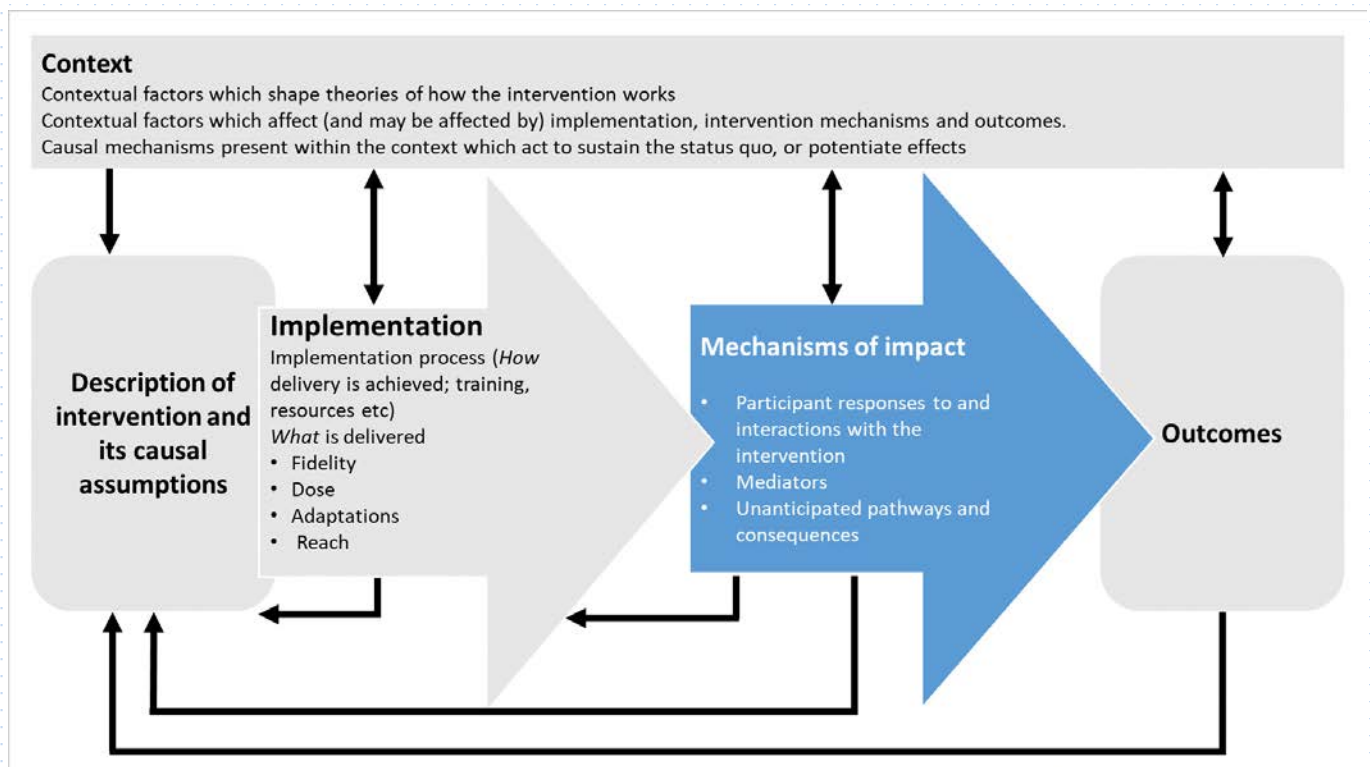 Context
Contextual factors which shape theories of how the intervention works
Contextual factors which affect (and may be affected by) implementation, intervention mechanisms and outcomes.
Causal mechanisms present within the context which act to sustain the status quo, or potentiate effects
Description of
intervention and
its causal
assumptions
Implementation
Implementation process (How
delivery is achieved; training,
resources etc)
What is delivered
• Fidelity
• Dose
• Adaptations
• Reach
Mechanisms of impact
• Participant responses to and
interactions with the
intervention
• Mediators
• Unanticipated pathways and
consequences
Outcomes